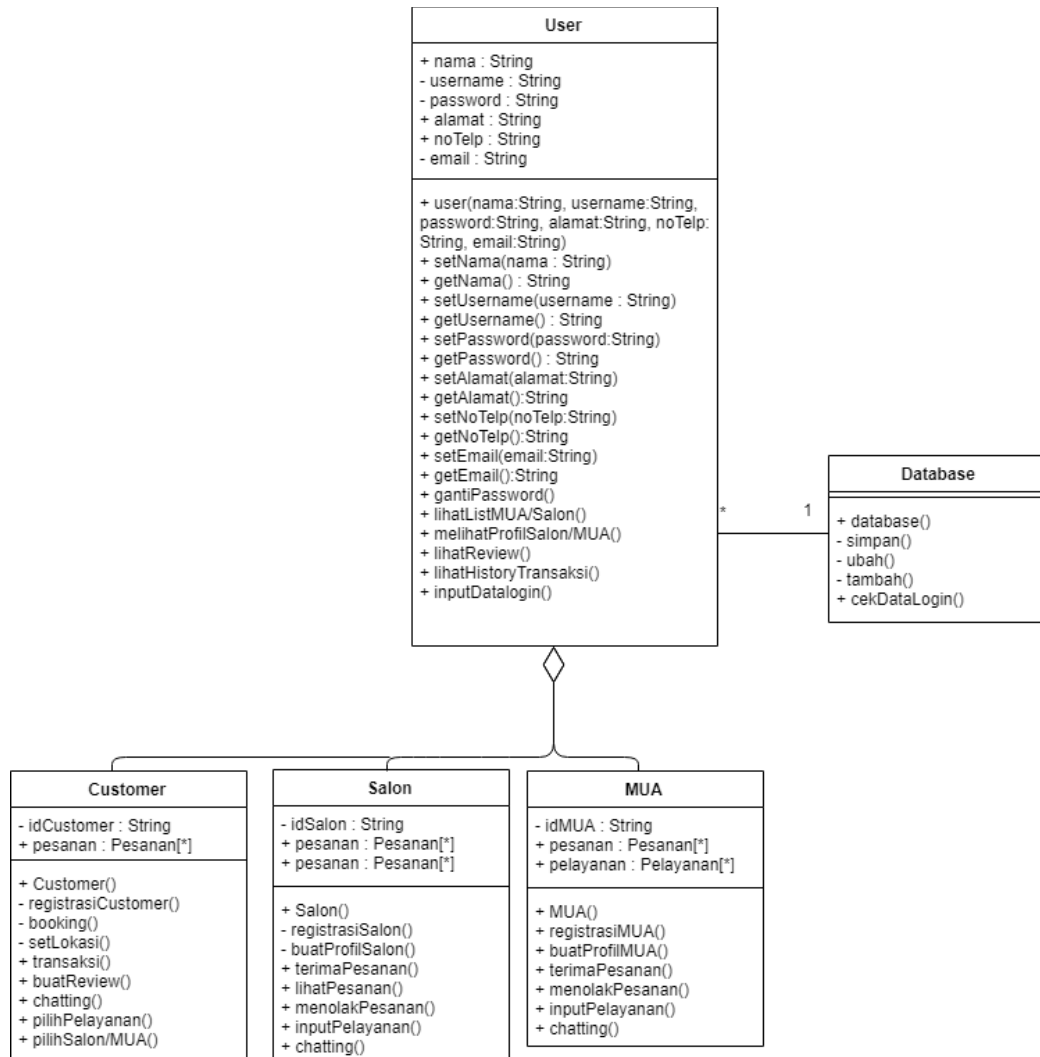 User
+ nama : String
- username : String
- password : String
+ alamat : String
+ noTelp : String
- email : String
+ user(nama:String, username:String,
password:String, alamat:String, noTelp:
String, email:String)
+ setNama(nama : String)
+ getNama() : String
+ setUsername(username : String)
+ getUsername() : String
+ setPassword(password:String)
+ getPassword() : String
+ setAlamat(alamat:String)
+ getAlamat():String
+ setNoTelp(noTelp:String)
+ getNoTelp():String
+ setEmail(email:String)
+ getEmail():String
+ gantiPassword()
+ lihatListMUA/Salon()
+ melihatProfilSalon/MUA()
+ lihatReview()
+ lihatHistoryTransaksi()
+ inputDatalogin()
* 1
Database
+ database()
- simpan()
- ubah()
- tambah()
+ cekDataLogin()
Customer
- idCustomer : String
+ pesanan : Pesanan[*]
+ Customer()
- registrasiCustomer()
- booking()
- setLokasi()
+ transaksi()
+ buatReview()
+ chatting()
+ pilihPelayanan()
+ pilihSalon/MUA()
Salon
- idSalon : String
+ pesanan : Pesanan[*]
+ pesanan : Pesanan[*]
+ Salon()
- registrasiSalon()
- buatProfilSalon()
+ terimaPesanan()
+ lihatPesanan()
+ menolakPesanan()
+ inputPelayanan()
+ chatting()
MUA
- idMUA : String
+ pesanan : Pesanan[*]
+ pelayanan : Pelayanan[*]
+ MUA()
+ registrasiMUA()
+ buatProfilMUA()
+ terimaPesanan()
+ menolakPesanan()
+ inputPelayanan()
+ chatting()